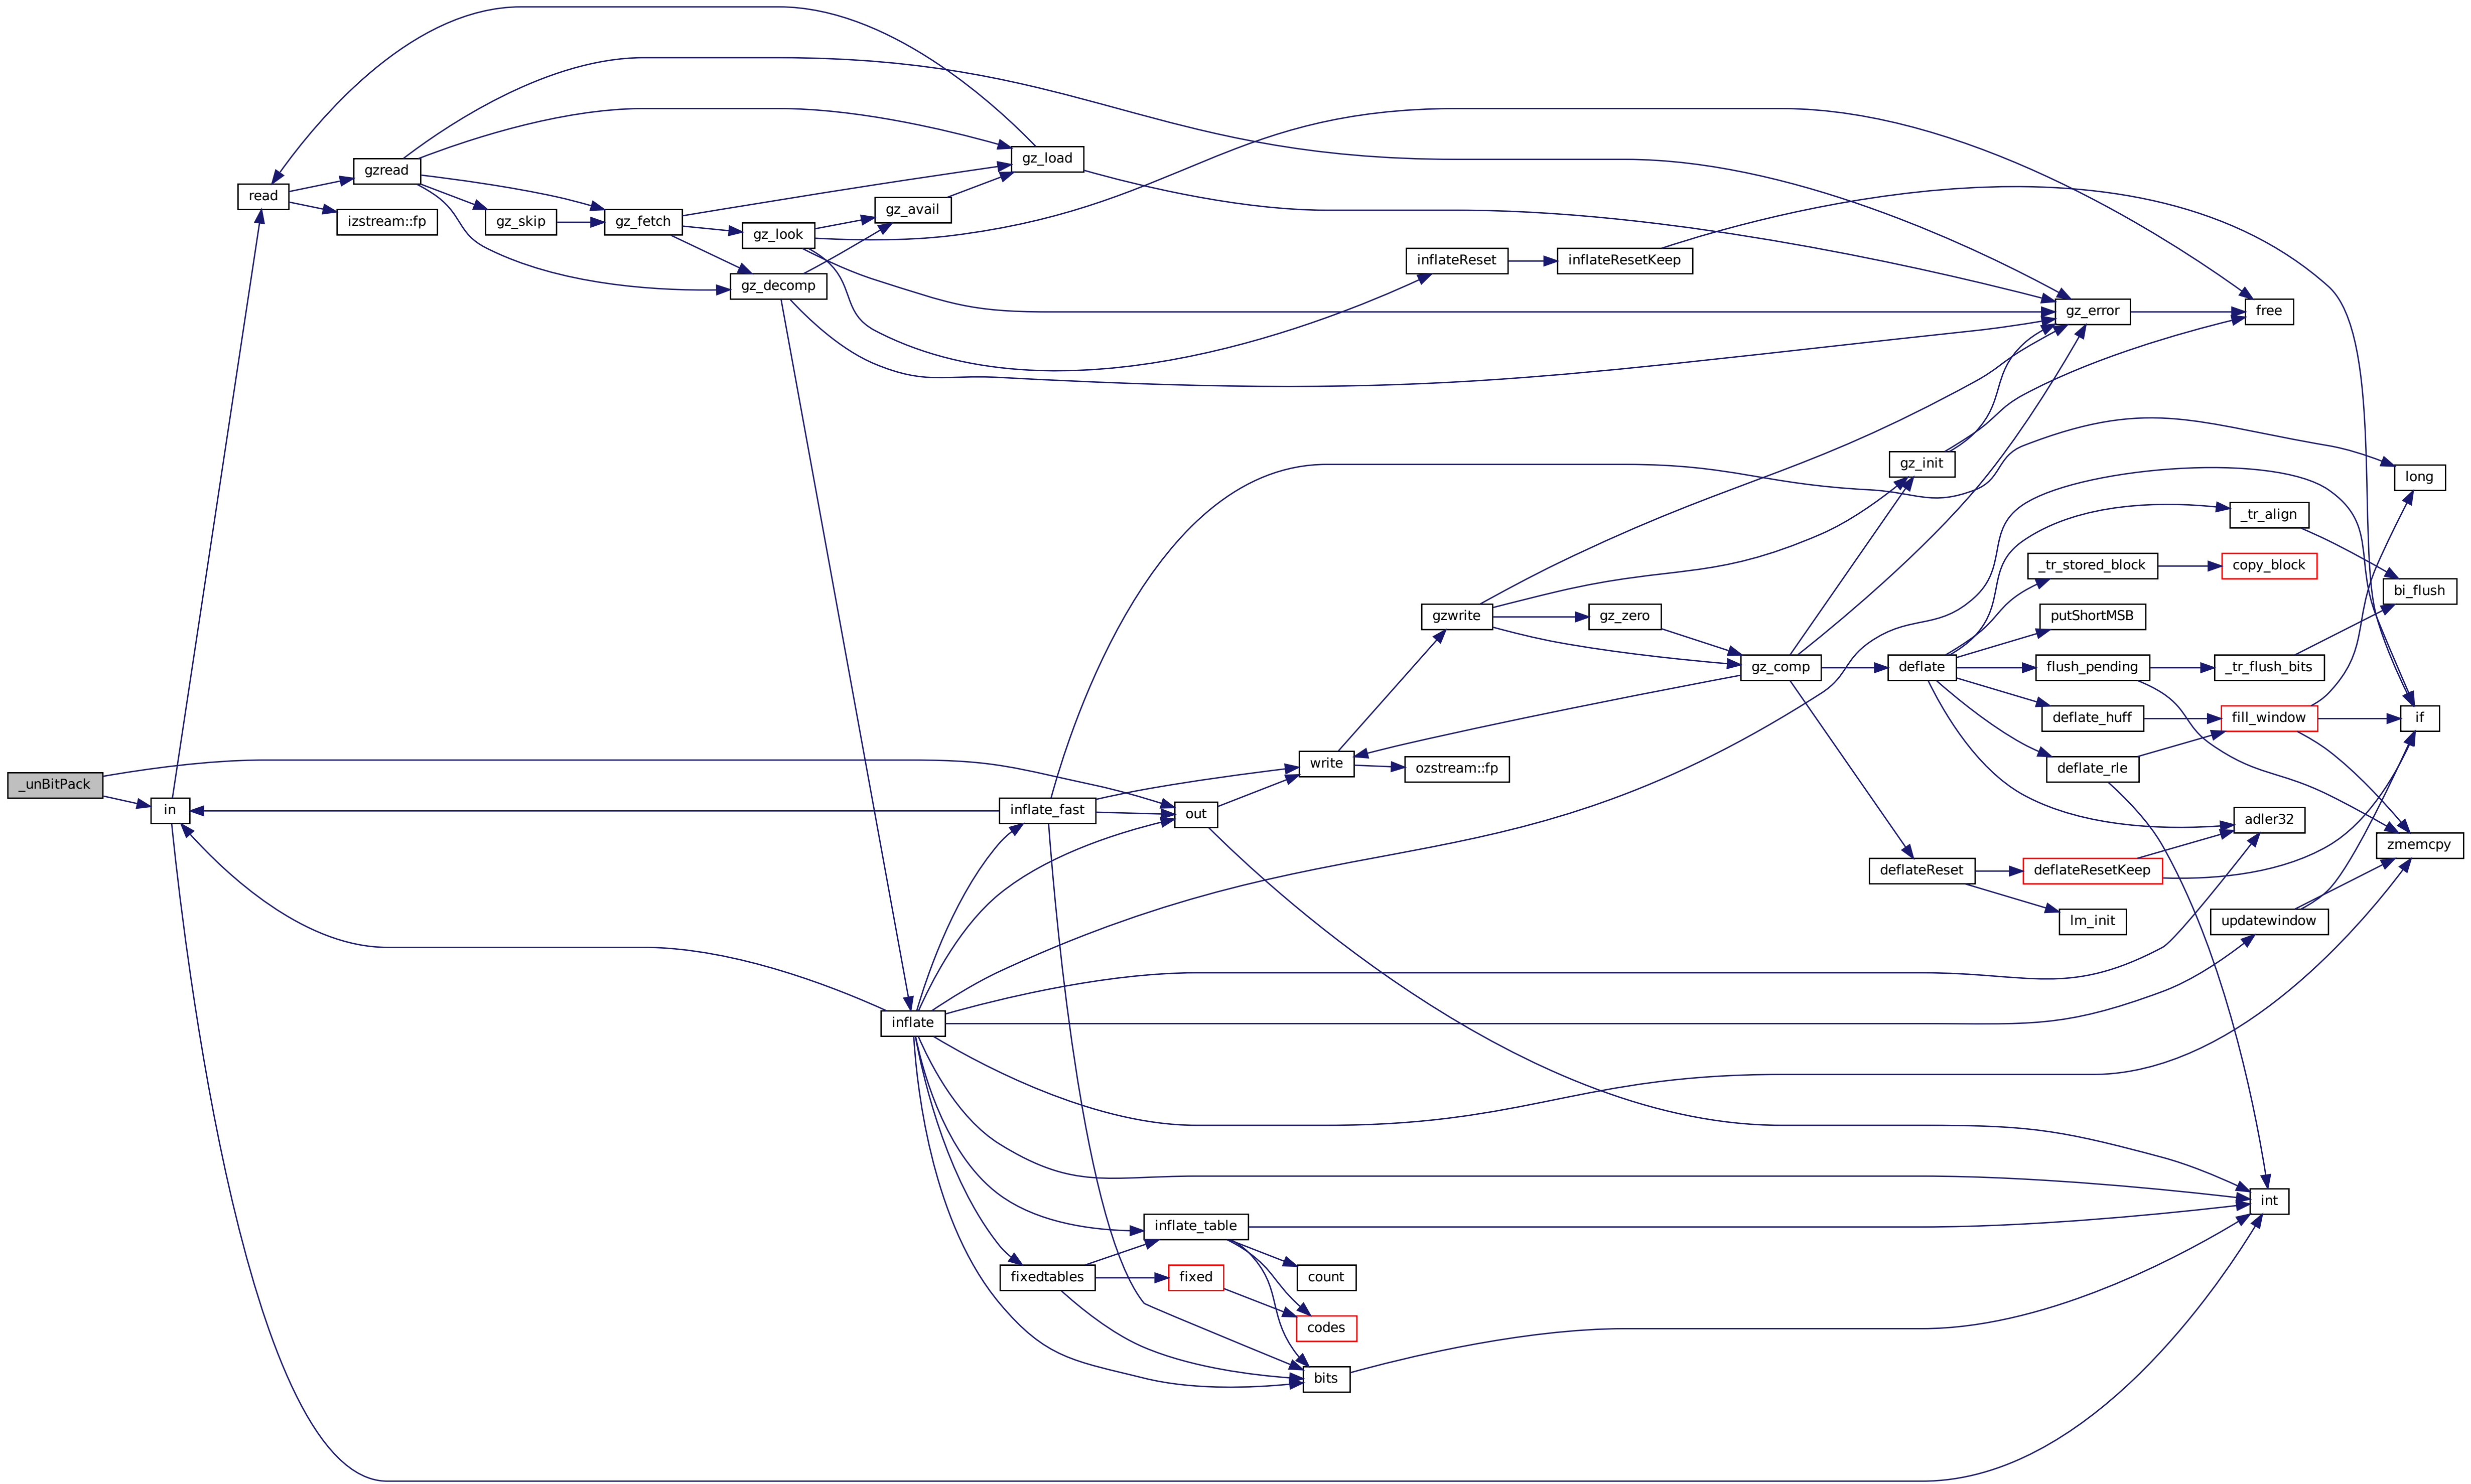 _unBitPack
in
read
gzread
izstream::fp
gz_skip
gz_fetch
gz_look
gz_decomp
gz_avail
gz_load
inflateReset
inflateResetKeep
gz_error
free
gz_init
long
_tr_align
_tr_stored_block
copy_block
bi_flush
gzwrite
gz_zero
putShortMSB
gz_comp
deflate
flush_pending
_tr_flush_bits
deflate_huff
fill_window
if
write
ozstream::fp
deflate_rle
inflate_fast
out
adler32
zmemcpy
deflateReset
deflateResetKeep
lm_init
updatewindow
inflate
int
inflate_table
fixedtables
fixed
count
codes
bits